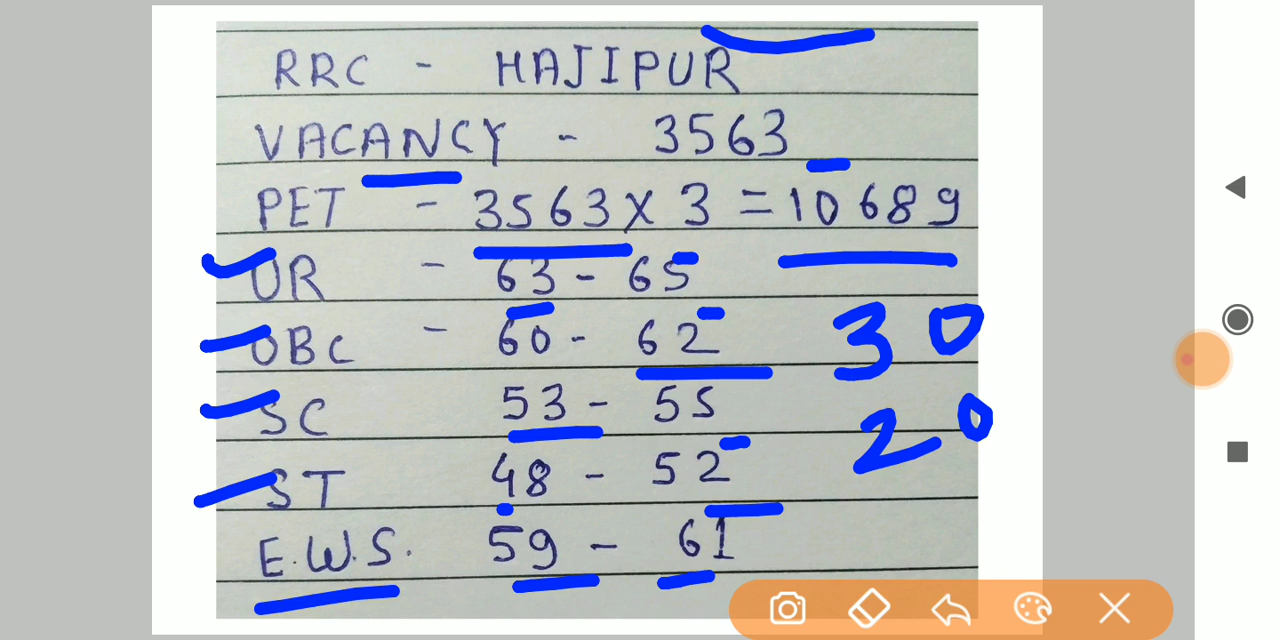 RRC - HAJIPUR
VACANCY - 3563
PET - 3563 X 3 = 10689
UR - 63 - 65
OBC - 60 - 62
30
SC 53 - 55
20
ST 48 - 52
E.W.S. 59 - 61